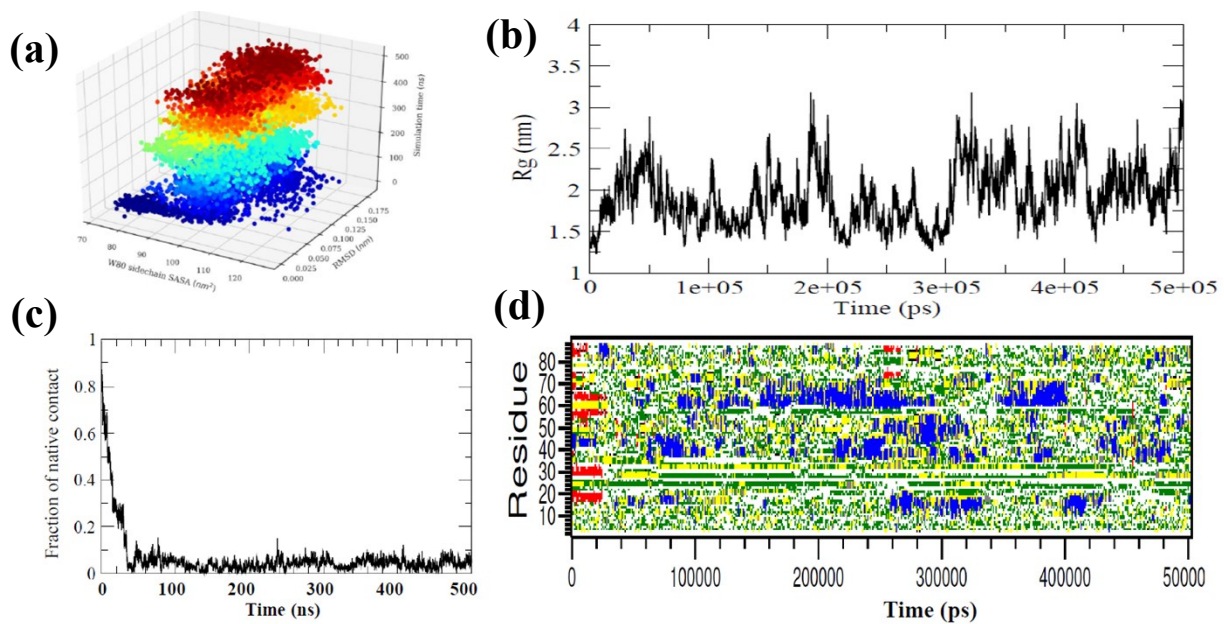 (a)
500
400
300
200
100
0
Simulation time (ns)
0.175
0.150
0.125
0.100
0.075
0.050
0.025
0.000
RMSD (nm)
70
80
90
100
110
120
W80 sidechain SASA (nm²)
(b)
4
3.5
3
2.5
2
1.5
1
Rg (nm)
0 1e+05 2e+05 3e+05 4e+05 5e+05
Time (ps)
(c)
1
0.8
0.6
0.4
0.2
0
Fraction of native contact
0 100 200 300 400 500
Time (ns)
(d)
80
70
60
50
40
30
20
10
Residue
0 100000 200000 300000 400000 50000
Time (ps)